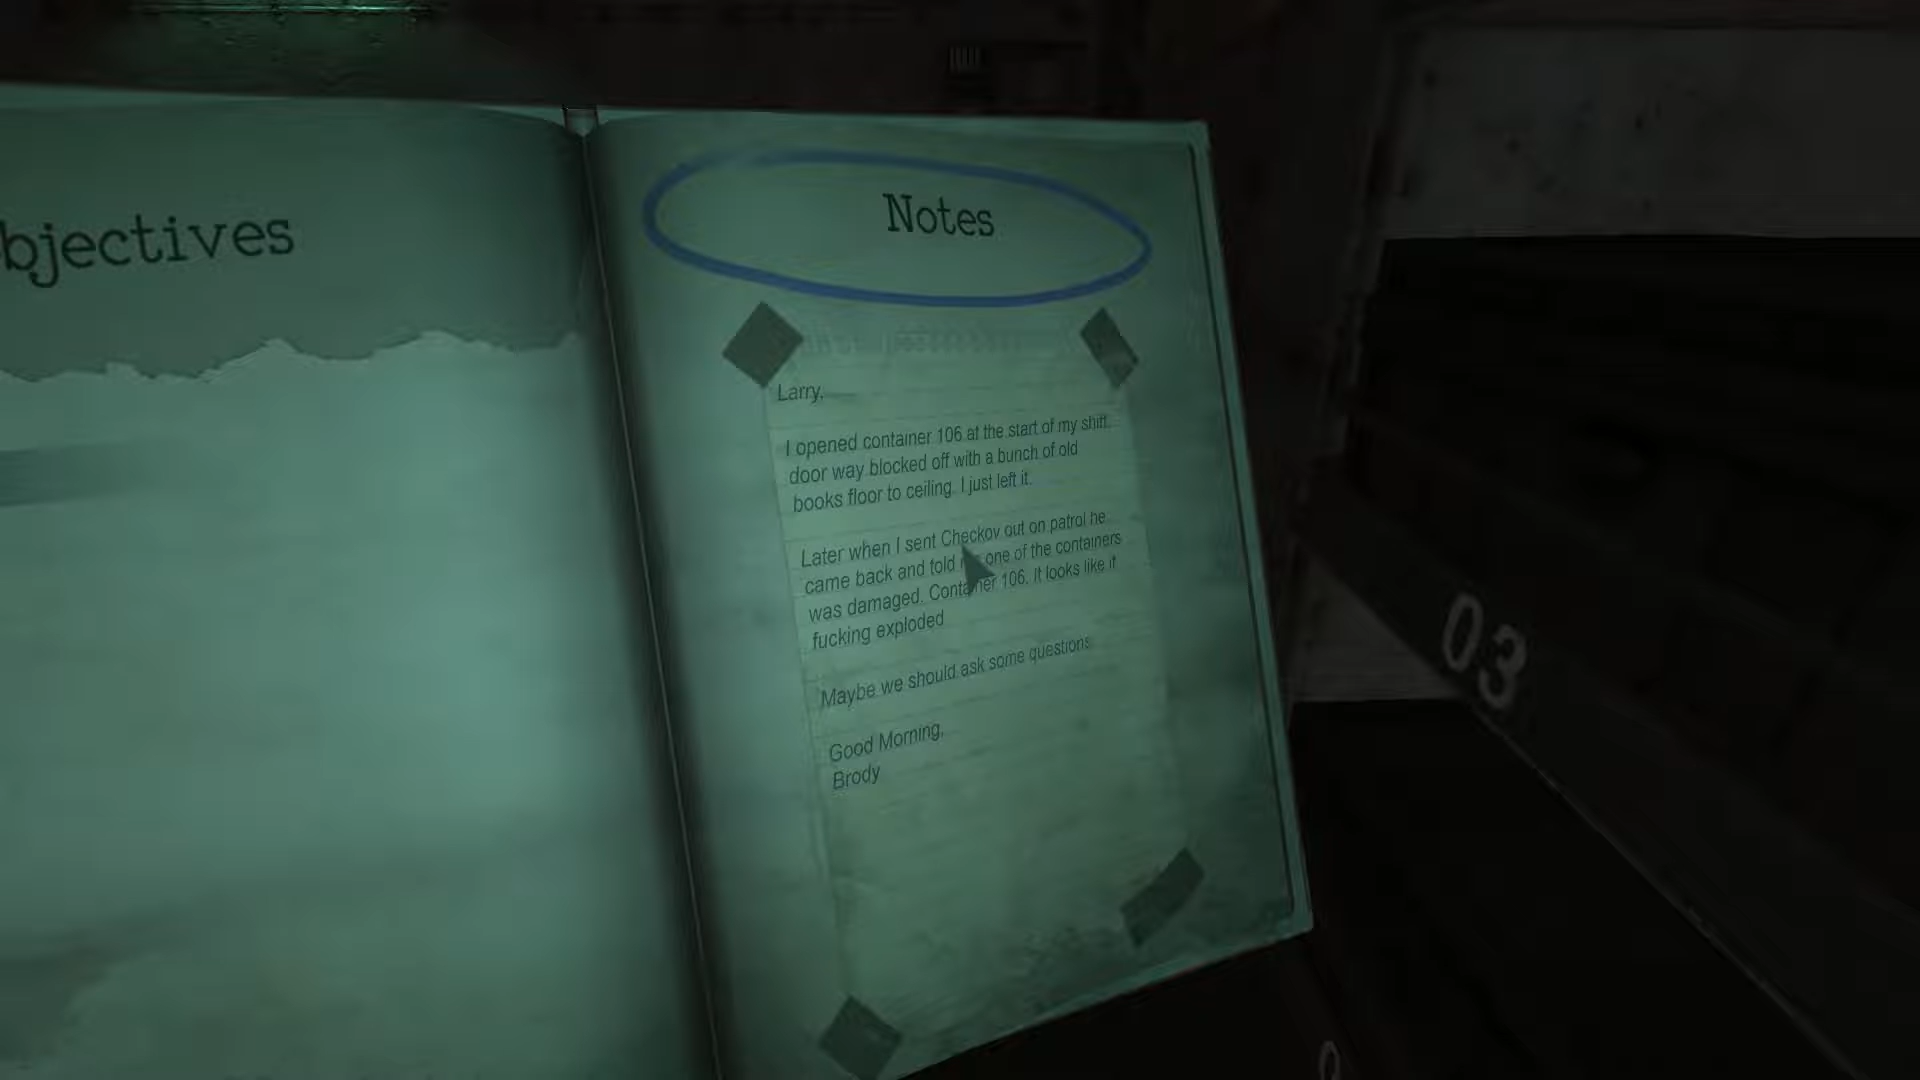 bjectives
Notes
Larry,
I opened container 106 at the start of my shift.
door way blocked off with a bunch of old
books floor to ceiling. I just left it.
Later when I sent Checkov out on patrol he
came back and told one of the containers
was damaged. Container 106. It looks like it
fucking exploded
Maybe we should ask some questions
Good Morning,
Brody
03